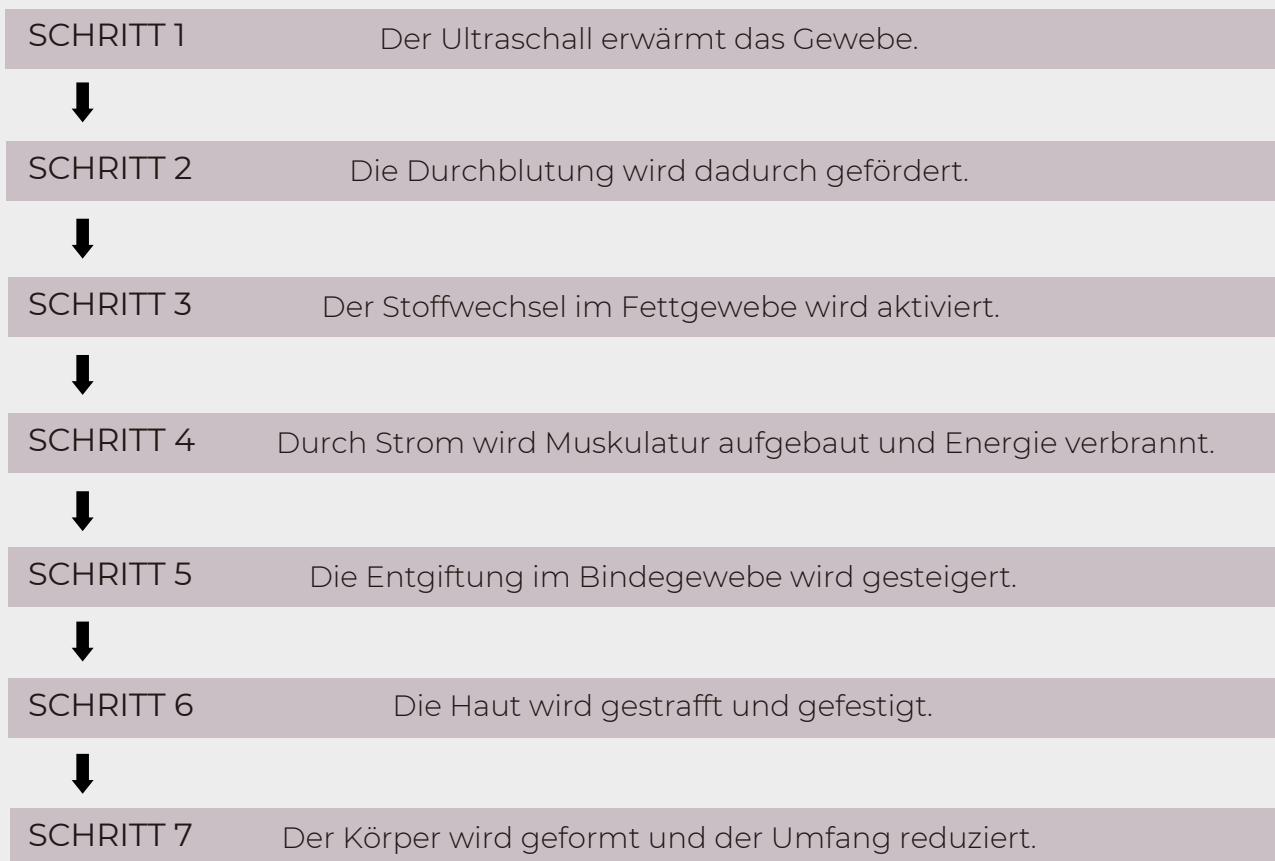 SCHRITT 1 Der Ultraschall erwärmt das Gewebe.
SCHRITT 2 Die Durchblutung wird dadurch gefördert.
SCHRITT 3 Der Stoffwechsel im Fettgewebe wird aktiviert.
SCHRITT 4 Durch Strom wird Muskulatur aufgebaut und Energie verbrannt.
SCHRITT 5 Die Entgiftung im Bindegewebe wird gesteigert.
SCHRITT 6 Die Haut wird gestrafft und gefestigt.
SCHRITT 7 Der Körper wird geformt und der Umfang reduziert.